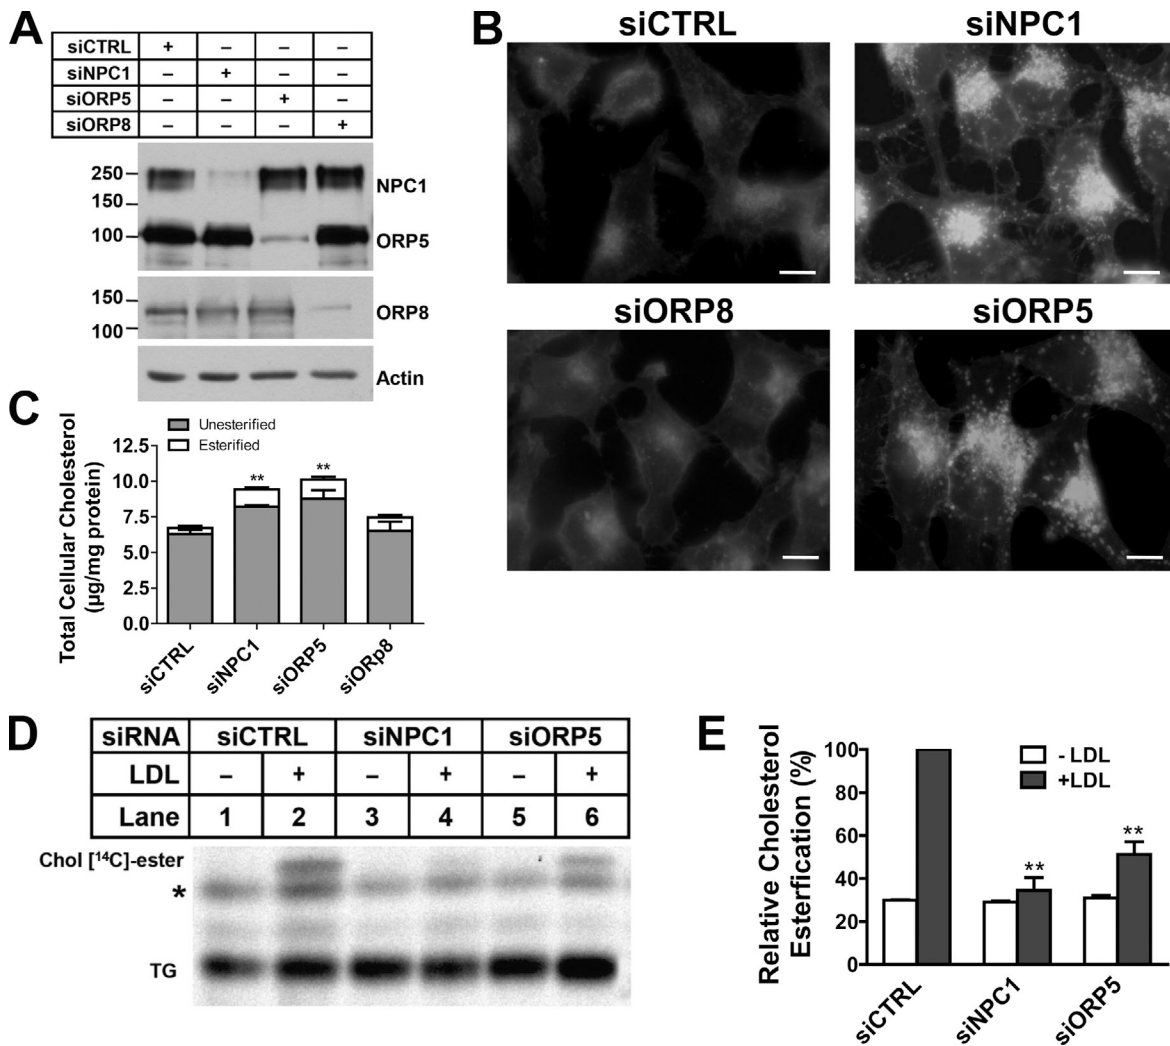 A
siCTRL + – – –
siNPC1 – + – –
siORP5 – – + –
siORP8 – – – +
250
150
NPC1
100
ORP5
150
100
ORP8
Actin
B
siCTRL
siNPC1
siORP8
siORP5
C
Unesterified
Esterified
Total Cellular Cholesterol
(µg/mg protein)
12.5
10.0
7.5
5.0
2.5
0.0
** **
siCTRL siNPC1 siORP5 siORp8
D
siRNA siCTRL siNPC1 siORP5
LDL – + – + – +
Lane 1 2 3 4 5 6
Chol [¹⁴C]-ester
*
TG
E
Relative Cholesterol
Esterfication (%)
100
80
60
40
20
0
- LDL
+LDL
** **
siCTRL siNPC1 siORP5